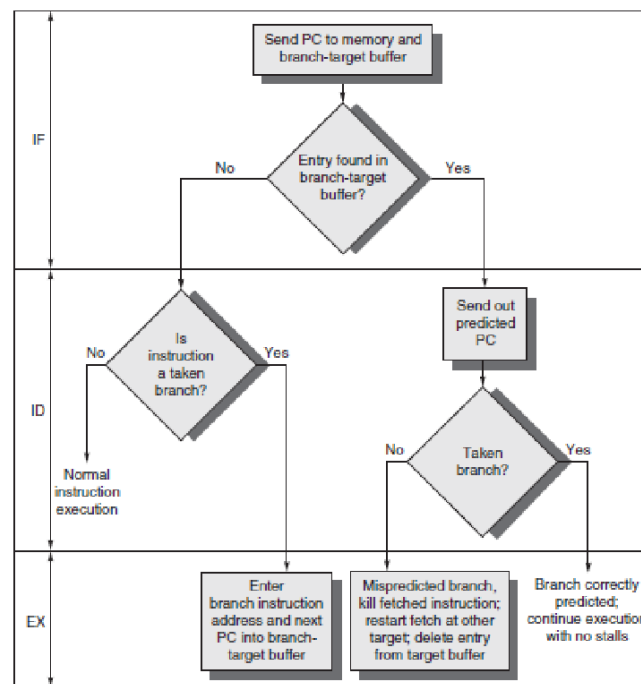 Send PC to memory and
branch-target buffer
IF
No
Entry found in
branch-target
buffer?
Yes
Send out
predicted
PC
No
Is
instruction
a taken
branch?
Yes
ID
No
Taken
branch?
Yes
Normal
instruction
execution
Enter
branch instruction
address and next
PC into branch-
target buffer
Mispredicted branch,
kill fetched instruction;
restart fetch at other
target; delete entry
from target buffer
Branch correctly
predicted;
continue execution
with no stalls
EX